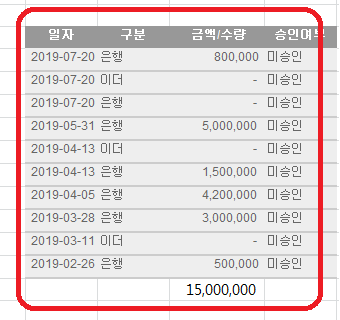 일자 구분 금액/수량 승인여부
2019-07-20 은행 800,000 미승인
2019-07-20 이더 - 미승인
2019-07-20 은행 - 미승인
2019-05-31 은행 5,000,000 미승인
2019-04-13 이더 - 미승인
2019-04-13 은행 1,500,000 미승인
2019-04-05 은행 4,200,000 미승인
2019-03-28 은행 3,000,000 미승인
2019-03-11 이더 - 미승인
2019-02-26 은행 500,000 미승인
15,000,000